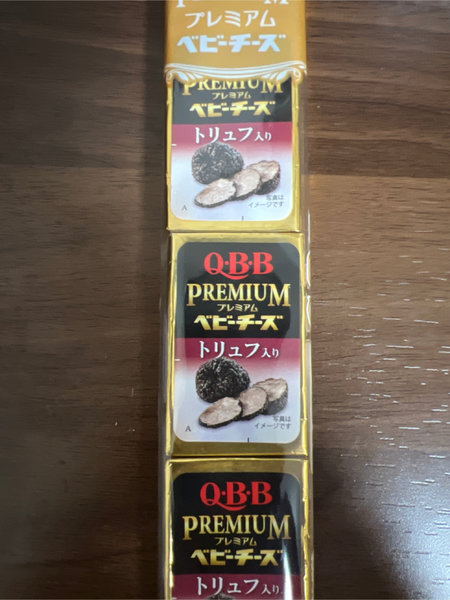 プレミアム
ベビーチーズ
PREMIUM
プレミアム
ベビーチーズ
トリュフ入り
写真は
イメージです
A
Q·B·B
PREMIUM
プレミアム
ベビーチーズ
トリュフ入り
写真は
イメージです
A
Q·B·B
PREMIUM
プレミアム
ベビーチーズ
トリュフ入り